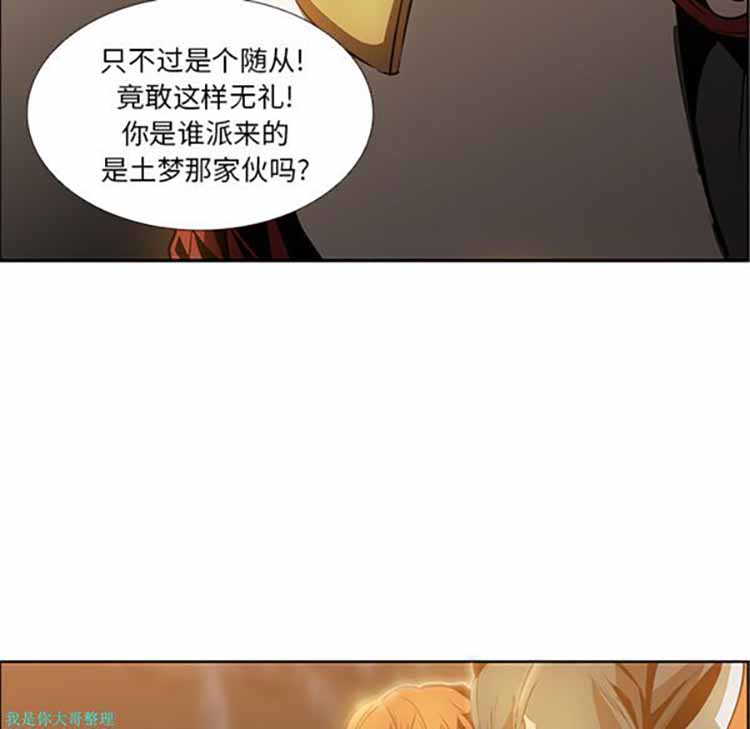 只不过是个随从!
竟敢这样无礼!
你是谁派来的
是土梦那家伙吗?
我是你大哥整理